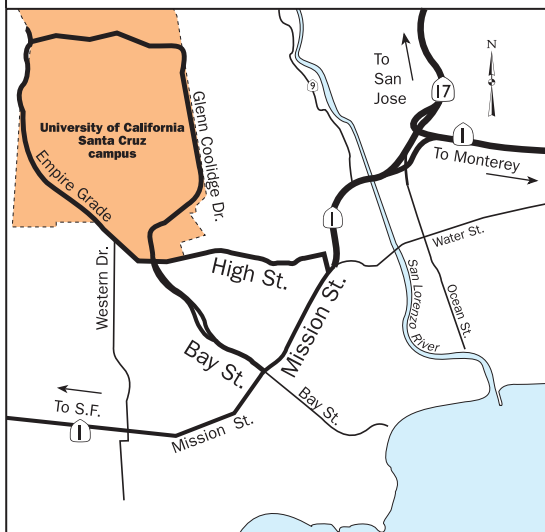 To
San
Jose
N
9
17
1
To Monterey
University of California
Santa Cruz
campus
Glenn Coolidge Dr.
Empire Grade
1
Water St.
High St.
Western Dr.
Mission St.
San Lorenzo
River
Ocean St.
Bay St.
To S.F.
1
Mission St.
Bay St.